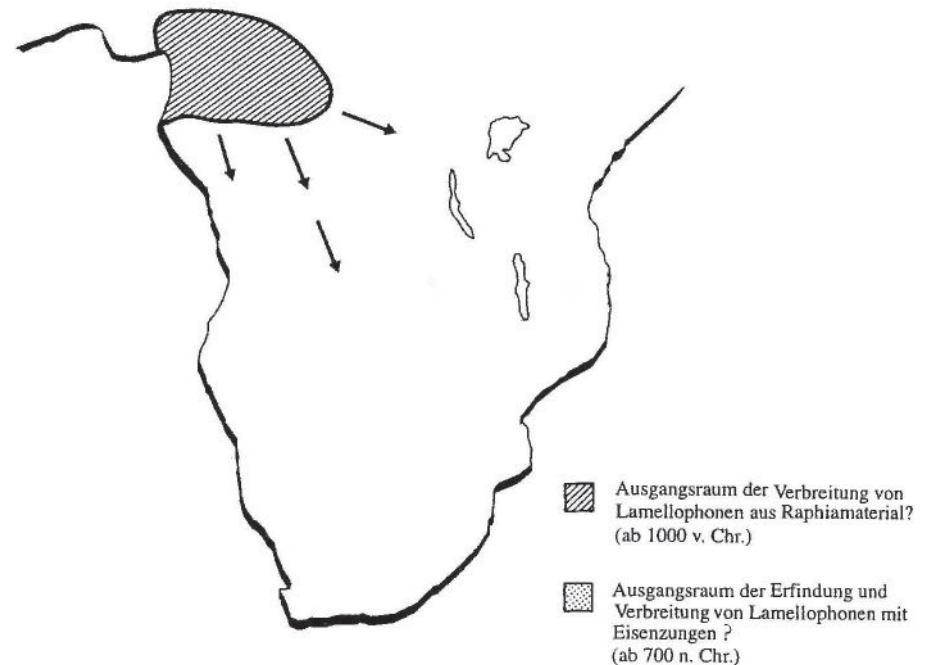 Ausgangsraum der Verbreitung von
Lamellophonen aus Raphiamaterial?
(ab 1000 v. Chr.)
Ausgangsraum der Erfindung und
Verbreitung von Lamellophonen mit
Eisenzungen ?
(ab 700 n. Chr.)